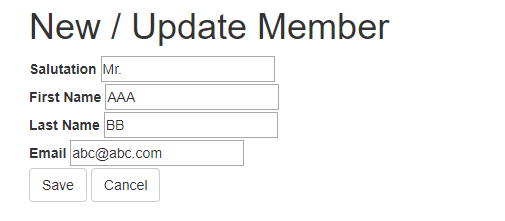 New / Update Member
Salutation Mr.
First Name AAA
Last Name BB
Email abc@abc.com
Save Cancel